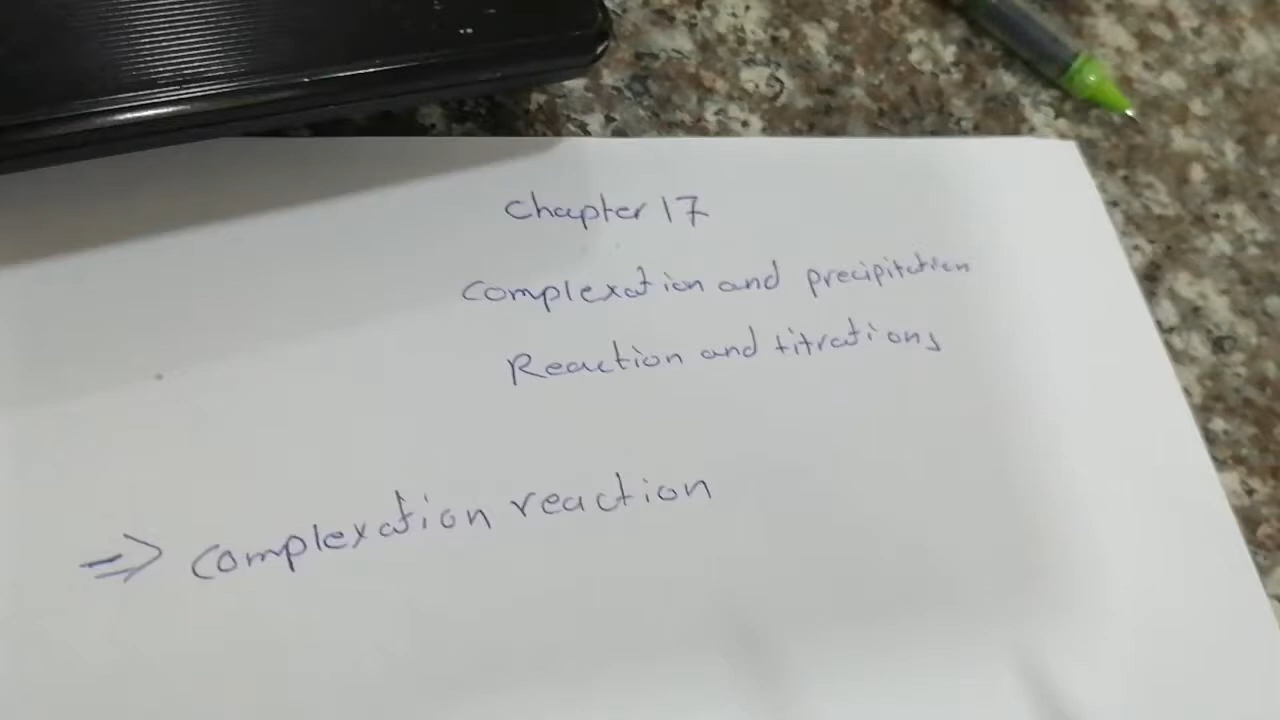 Chapter 17
Complexation and precipitation
Reaction and titrations
=> complexation reaction